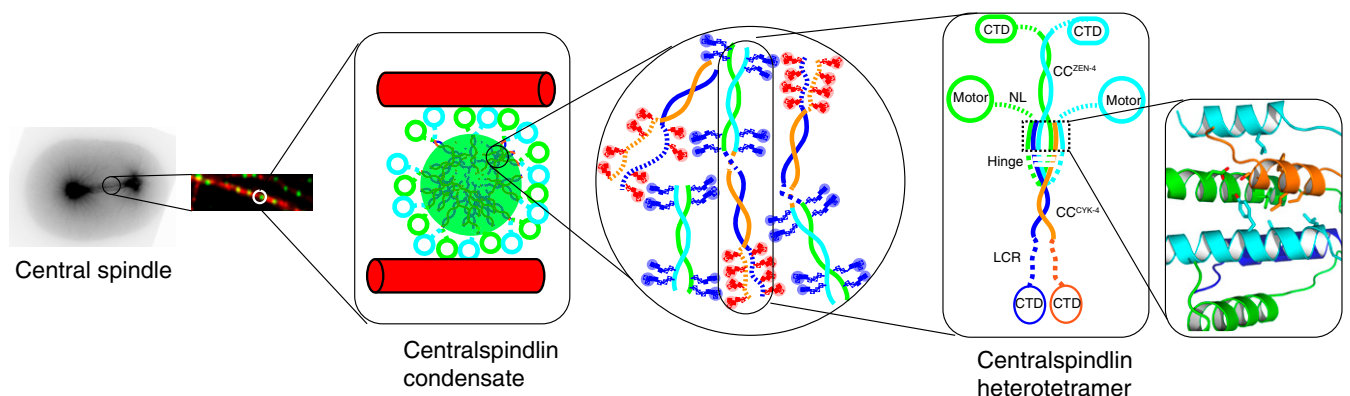 Central spindle
Centralspindlin
condensate
CTD
CTD
CC^ZEN-4
Motor
NL
Motor
Hinge
CC^CYK-4
LCR
CTD
CTD
Centralspindlin
heterotetramer